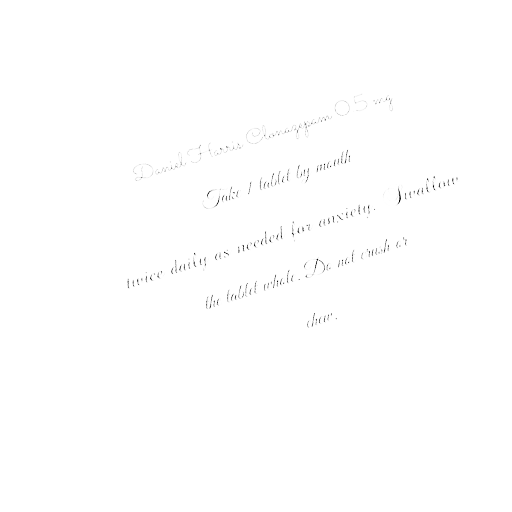 Daniel Harris Clonazepam 0.5 mg
Take 1 tablet by mouth
twice daily as needed for anxiety. Swallow
the tablet whole. Do not crush or
chew.